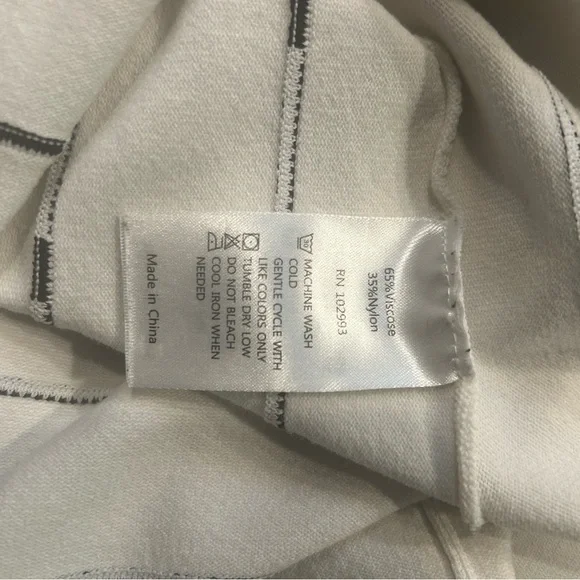 65%Viscose
35%Nylon
RN 102993
30
MACHINE WASH
COLD
GENTLE CYCLE WITH
LIKE COLORS ONLY
TUMBLE DRY LOW
DO NOT BLEACH
COOL IRON WHEN
NEEDED
Made in China